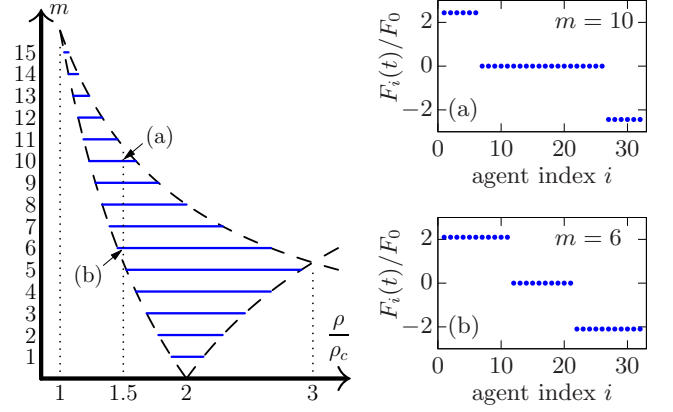 m
15
14
13
12
11
10
9
8
7
6
5
4
3
2
1
(a)
(b)
ρ
ρc
1
1.5
2
3
Fi(t)/F0
2
0
−2
m = 10
(a)
0
10
20
30
agent index i
Fi(t)/F0
2
0
−2
m = 6
(b)
0
10
20
30
agent index i